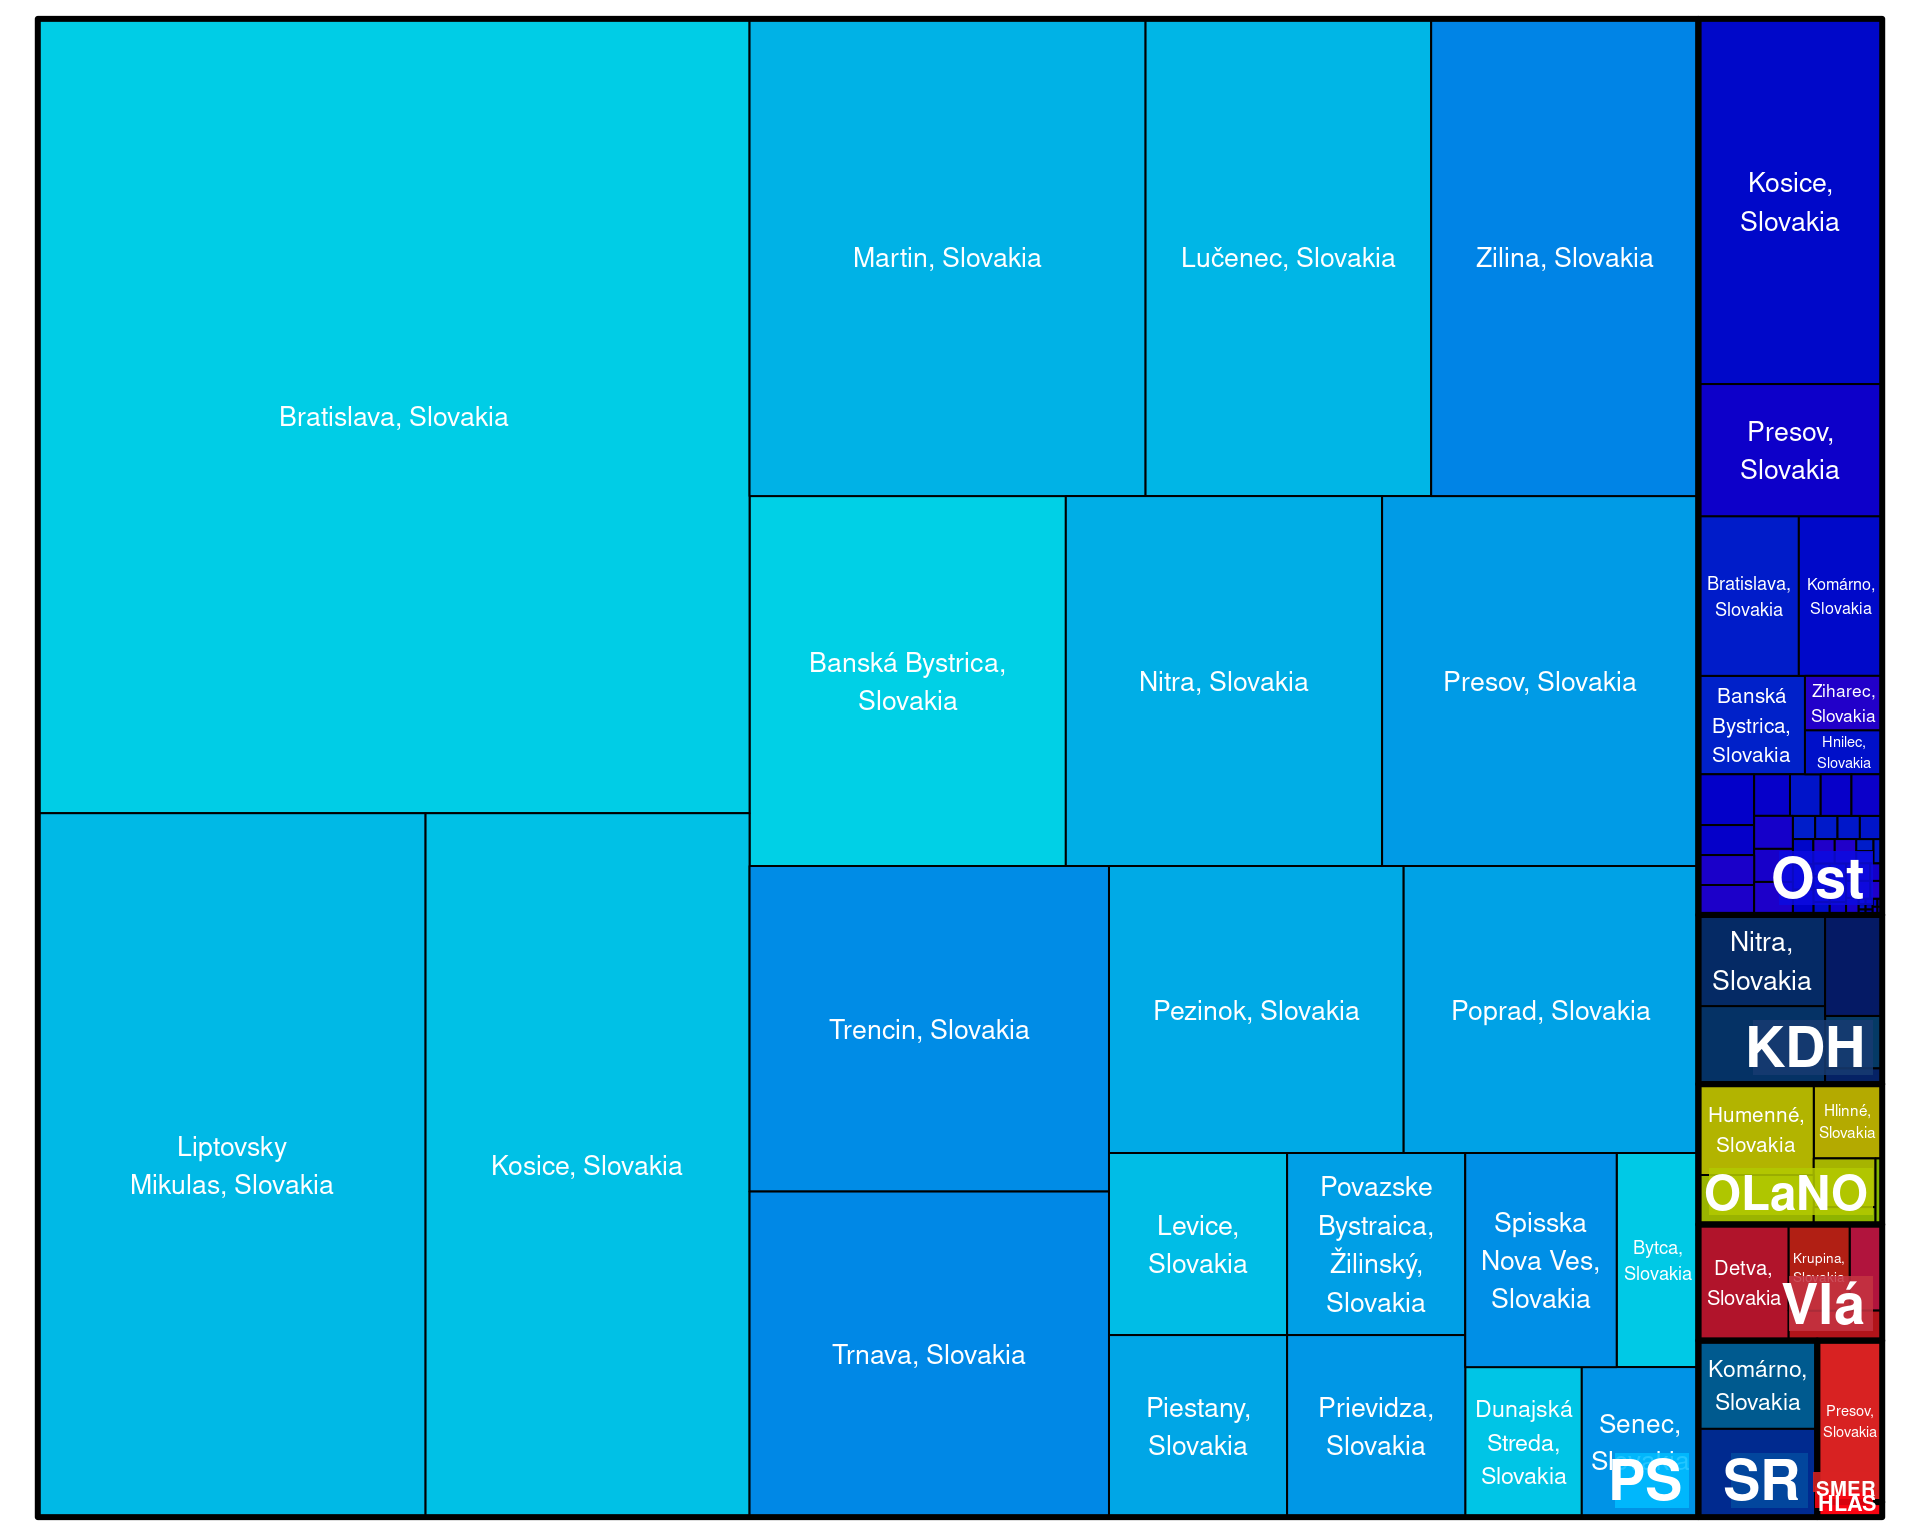 Bratislava, Slovakia
Liptovsky
Mikulas, Slovakia
Kosice, Slovakia
Martin, Slovakia
Lučenec, Slovakia
Zilina, Slovakia
Banská Bystrica,
Slovakia
Nitra, Slovakia
Presov, Slovakia
Trencin, Slovakia
Trnava, Slovakia
Pezinok, Slovakia
Poprad, Slovakia
Levice,
Slovakia
Povazske
Bystraica,
Žilinský,
Slovakia
Spisska
Nova Ves,
Slovakia
Bytca,
Slovakia
Piestany,
Slovakia
Prievidza,
Slovakia
Dunajská
Streda,
Slovakia
Senec,
Slovakia
PS
Kosice,
Slovakia
Presov,
Slovakia
Bratislava,
Slovakia
Komárno,
Slovakia
Banská
Bystrica,
Slovakia
Ziharec,
Slovakia
Hnilec,
Slovakia
Ost
Nitra,
Slovakia
KDH
Humenné,
Slovakia
Hlinné,
Slovakia
OLaNO
Detva,
Slovakia
Krupina,
Slovakia
Vlá
Komárno,
Slovakia
SR
Presov,
Slovakia
SMER
HLAS